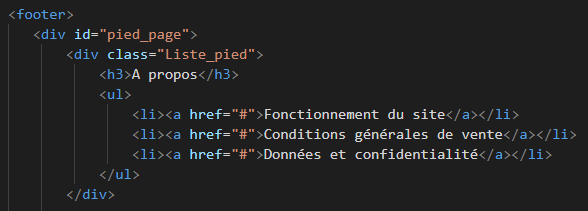 <footer>
<div id="pied_page">
<div class="Liste_pied">
<h3>A propos</h3>
<ul>
<li><a href="#">Fonctionnement du site</a></li>
<li><a href="#">Conditions générales de vente</a></li>
<li><a href="#">Données et confidentialité</a></li>
</ul>
</div>